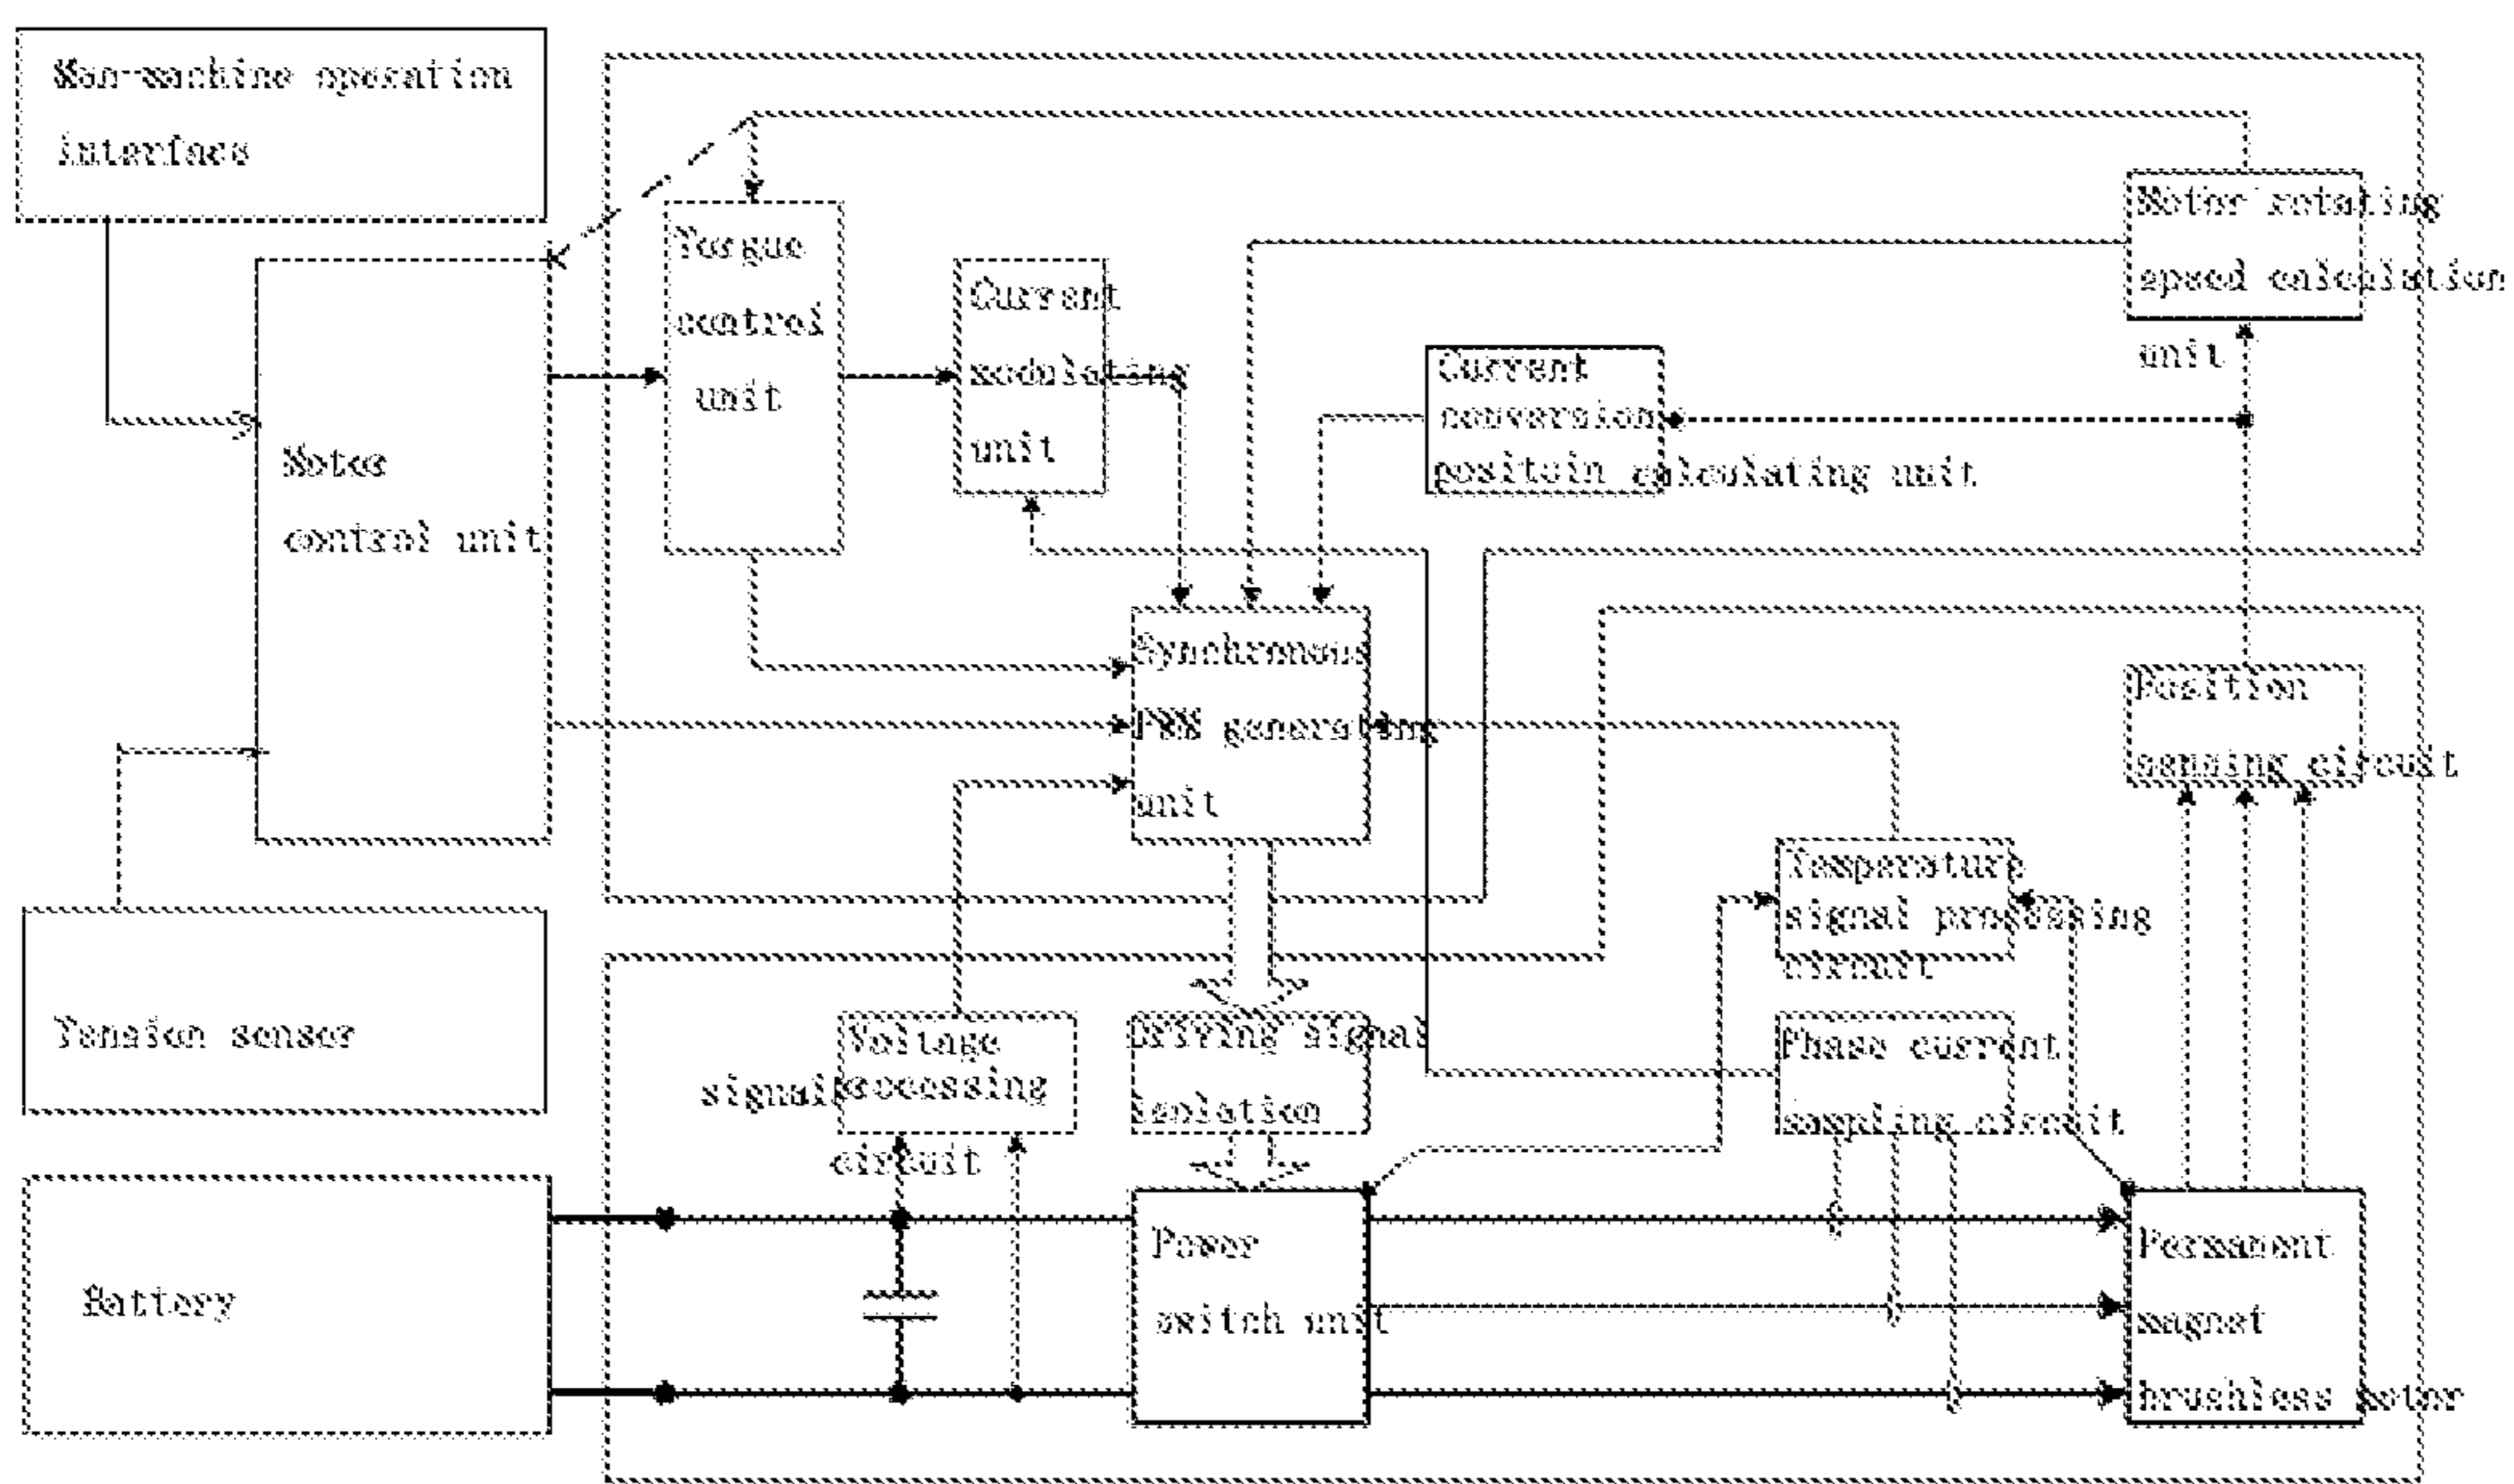 Man-machine operation
interface
Motor
control unit
Tension sensor
Battery
Torque
control
unit
Current
modulating
unit
Current
conversion
positoin calculating unit
Motor rotating
speed calculation
unit
Synchronous
PWM generating
unit
Position
sensing circuit
Temperature
signal processing
circuit
Voltage
signal processing
circuit
Driving signal
isolation
Phase current
sampling circuit
Power
switch unit
Permanent
magnet
brushless motor